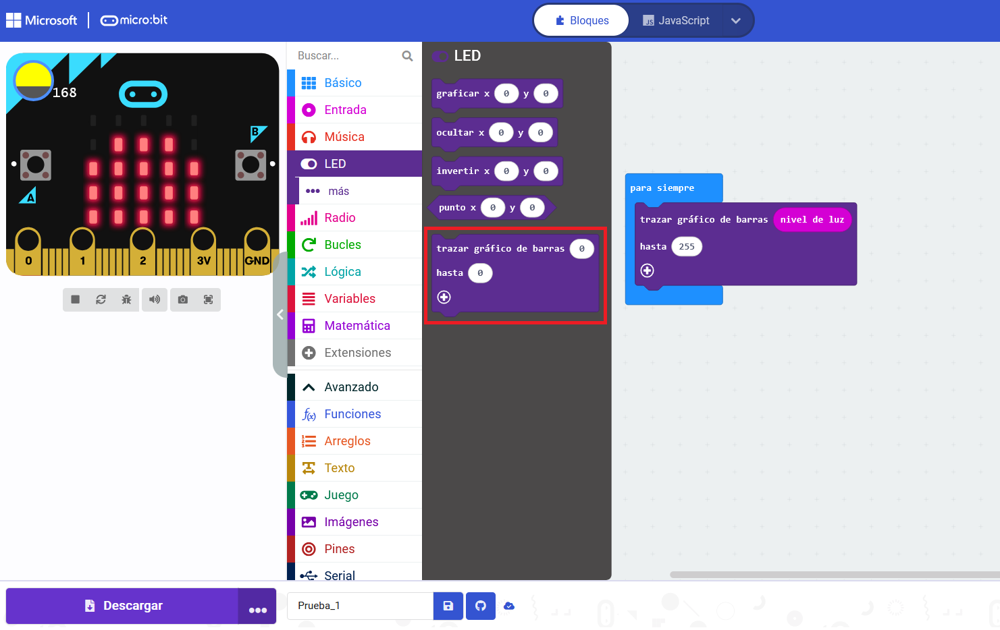 Microsoft
micro:bit
Bloques
JavaScript
168
B
A
0
1
2
3V
GND
Buscar...
Básico
Entrada
Música
LED
más
Radio
Bucles
Lógica
Variables
Matemática
Extensiones
Avanzado
Funciones
Arreglos
Texto
Juego
Imágenes
Pines
Serial
LED
graficar x 0 y 0
ocultar x 0 y 0
invertir x 0 y 0
punto x 0 y 0
trazar gráfico de barras 0
hasta 0
para siempre
trazar gráfico de barras nivel de luz
hasta 255
Descargar
Prueba_1